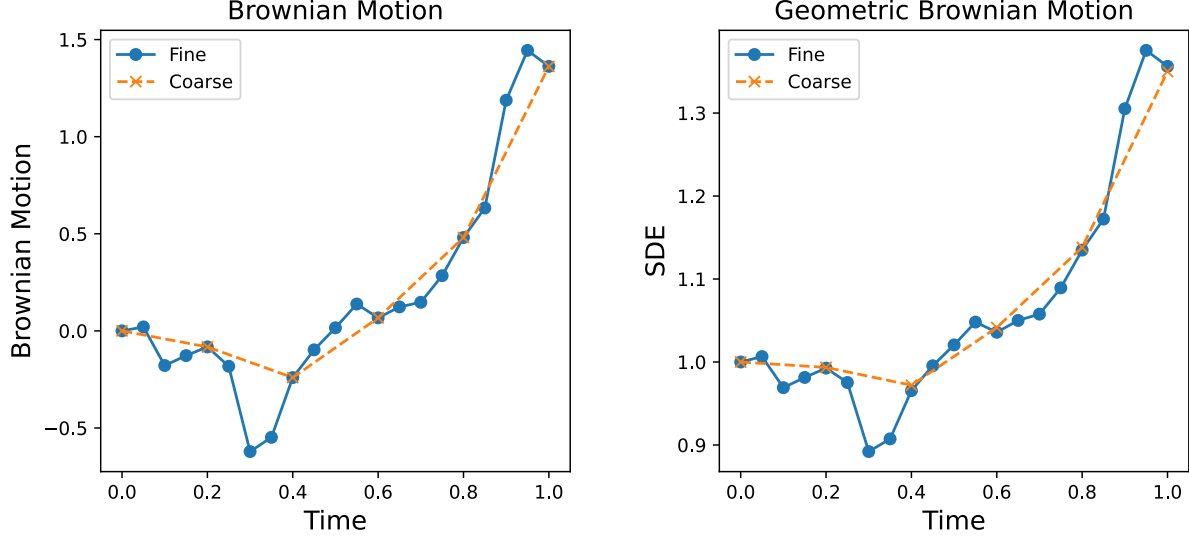 Brownian Motion
Fine
Coarse
1.5
1.0
0.5
0.0
−0.5
Brownian Motion
0.0 0.2 0.4 0.6 0.8 1.0
Time
Geometric Brownian Motion
Fine
Coarse
1.3
1.2
1.1
1.0
0.9
SDE
0.0 0.2 0.4 0.6 0.8 1.0
Time